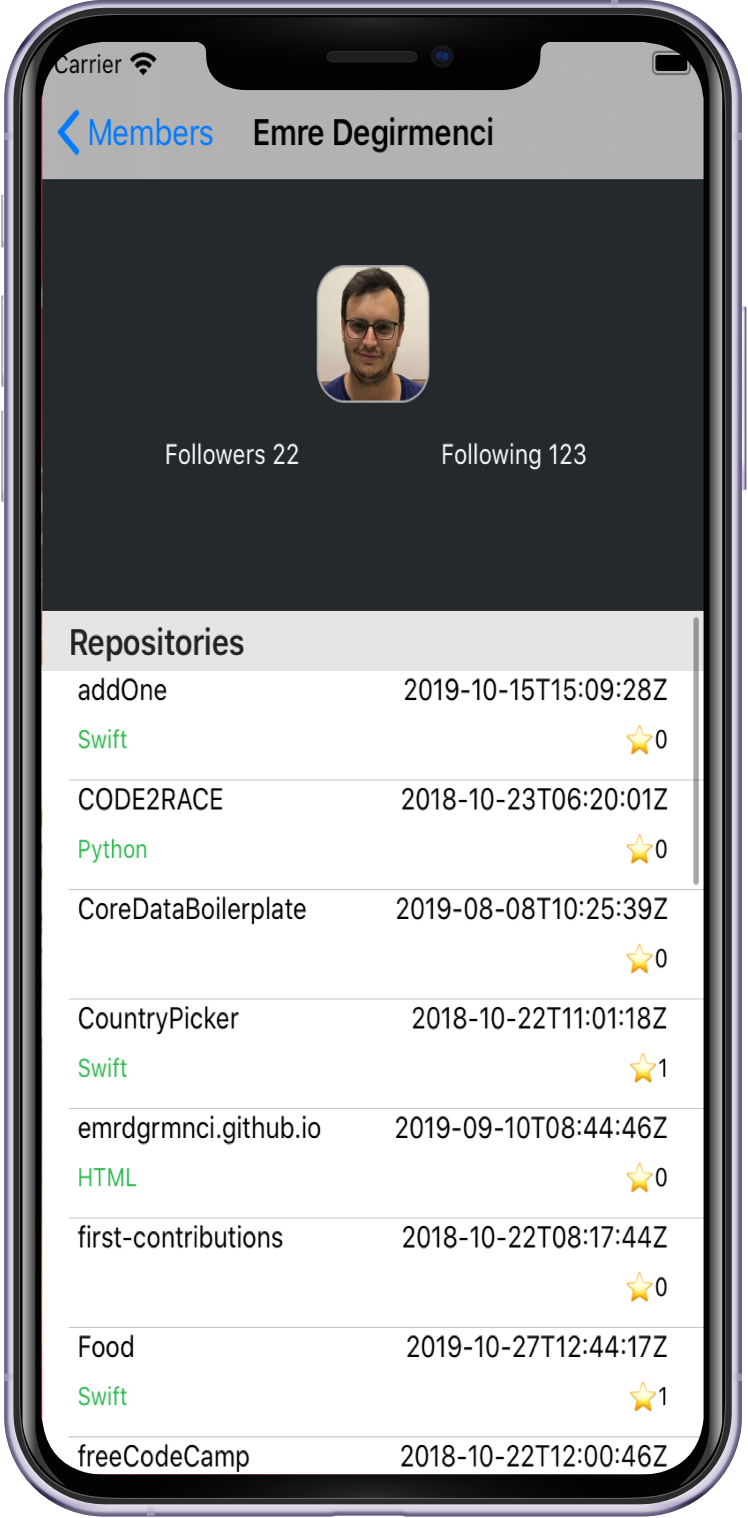 Carrier
Members Emre Degirmenci
Followers 22 Following 123
Repositories
addOne 2019-10-15T15:09:28Z
Swift ⭐0
CODE2RACE 2018-10-23T06:20:01Z
Python ⭐0
CoreDataBoilerplate 2019-08-08T10:25:39Z
⭐0
CountryPicker 2018-10-22T11:01:18Z
Swift ⭐1
emrdgrmnci.github.io 2019-09-10T08:44:46Z
HTML ⭐0
first-contributions 2018-10-22T08:17:44Z
⭐0
Food 2019-10-27T12:44:17Z
Swift ⭐1
freeCodeCamp 2018-10-22T12:00:46Z